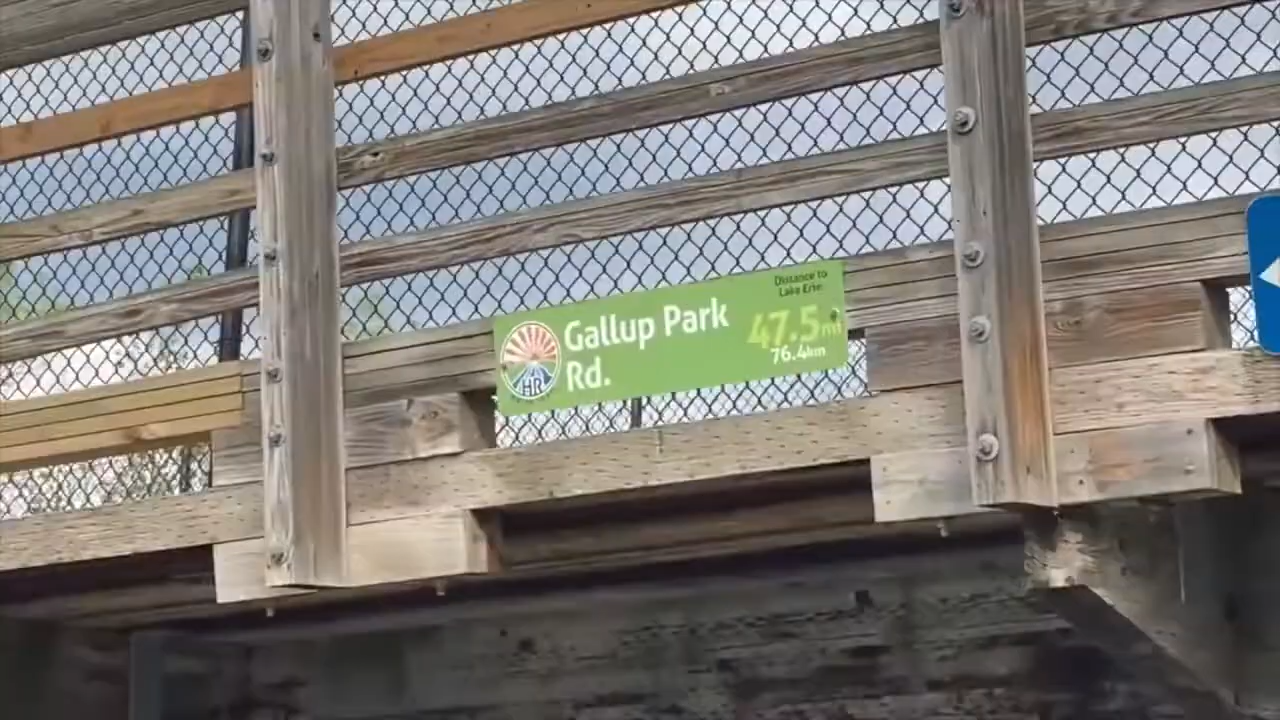 Gallup Park
Rd.
HR
Distance to
Lake Erie:
47.5mi
76.4km